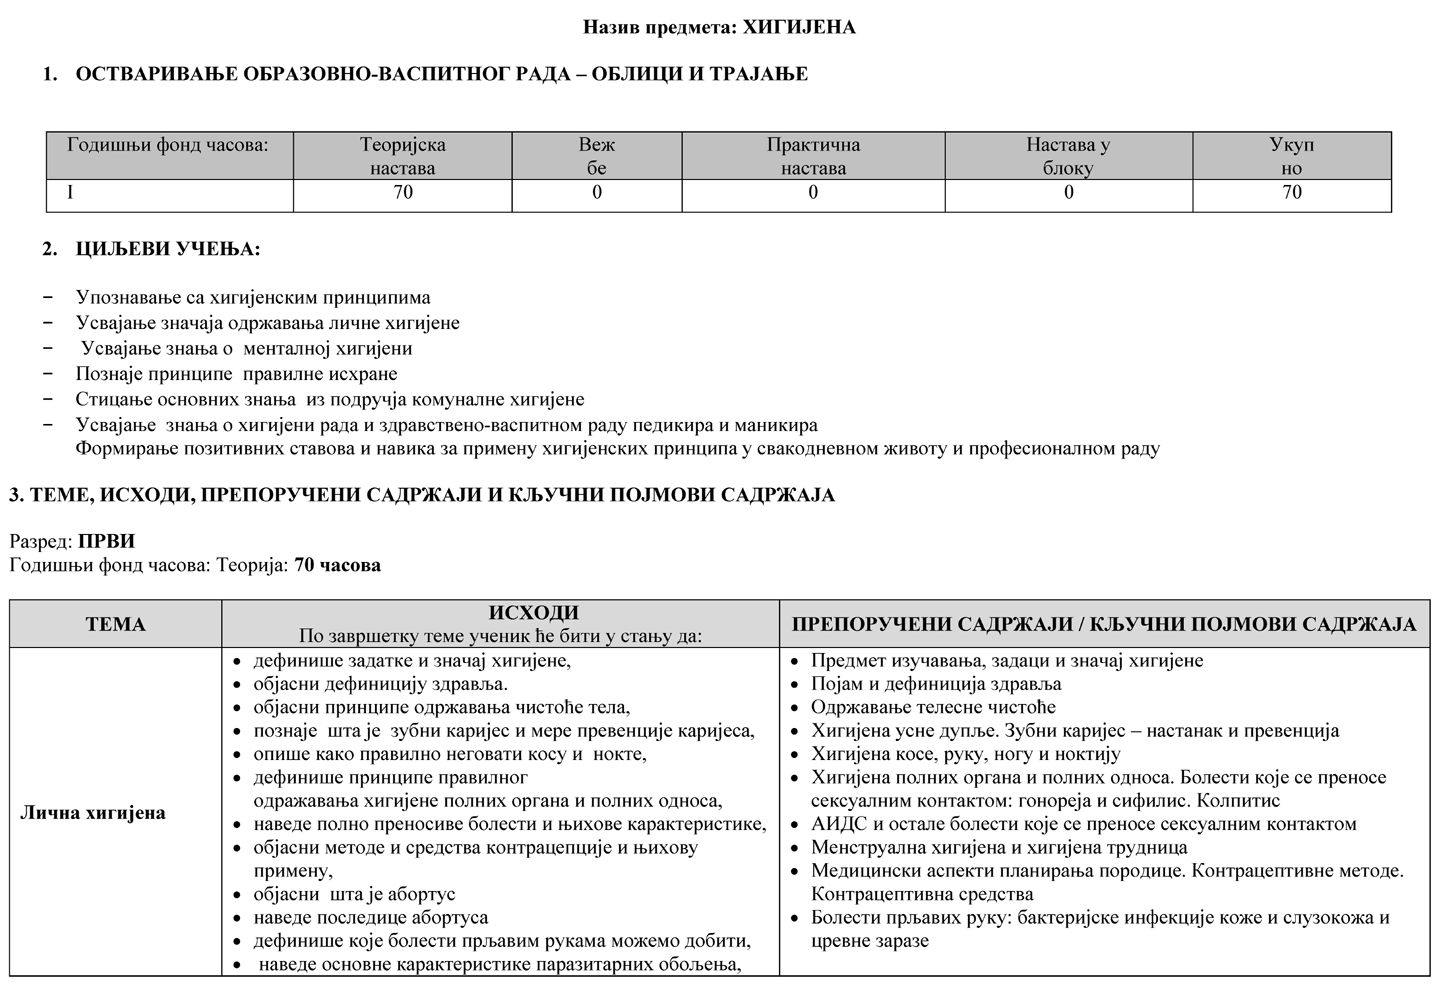 Назив предмета: ХИГИЈЕНА
1. ОСТВАРИВАЊЕ ОБРАЗОВНО-ВАСПИТНОГ РАДА – ОБЛИЦИ И ТРАЈАЊЕ
Годишњи фонд часова: Теоријска настава Веж бе Практична настава Настава у блоку Укуп но
I 70 0 0 0 70
2. ЦИЉЕВИ УЧЕЊА:
− Упознавање са хигијенским принципима
− Усвајање значаја одржавања личне хигијене
− Усвајање знања о менталној хигијени
− Познаје принципе правилне исхране
− Стицање основних знања из подручја комуналне хигијене
− Усвајање знања о хигијени рада и здравствено-васпитном раду педикира и маникира
Формирање позитивних ставова и навика за примену хигијенских принципа у свакодневном животу и професионалном раду
3. ТЕМЕ, ИСХОДИ, ПРЕПОРУЧЕНИ САДРЖАЈИ И КЉУЧНИ ПОЈМОВИ САДРЖАЈА
Разред: ПРВИ
Годишњи фонд часова: Теорија: 70 часова
ТЕМА
ИСХОДИ
По завршетку теме ученик ће бити у стању да:
ПРЕПОРУЧЕНИ САДРЖАЈИ / КЉУЧНИ ПОЈМОВИ САДРЖАЈА
Лична хигијена
• дефинише задатке и значај хигијене,
• објасни дефиницију здравља.
• објасни принципе одржавања чистоће тела,
• познаје шта је зубни каријес и мере превенције каријеса,
• опише како правилно неговати косу и нокте,
• дефинише принципе правилног
одражавања хигијене полних органа и полних односа,
• наведе полно преносиве болести и њихове карактеристике,
• објасни методе и средства контрацепције и њихову
примену,
• објасни шта је абортус
• наведе последице абортуса
• дефинише које болести прљавим рукама можемо добити,
• наведе основне карактеристике паразитарних обољења,
• Предмет изучавања, задаци и значај хигијене
• Појам и дефиниција здравља
• Одржавање телесне чистоће
• Хигијена усне дупље. Зубни каријес – настанак и превенција
• Хигијена косе, руку, ногу и ноктију
• Хигијена полних органа и полних односа. Болести које се преносе
сексуалним контактом: гонореја и сифилис. Колпитис
• АИДС и остале болести које се преносе сексуалним контактом
• Менструална хигијена и хигијена трудница
• Медицински аспекти планирања породице. Контрацептивне методе.
Контрацептивна средства
• Болести прљавих руку: бактеријске инфекције коже и слузокожа и
цревне заразе